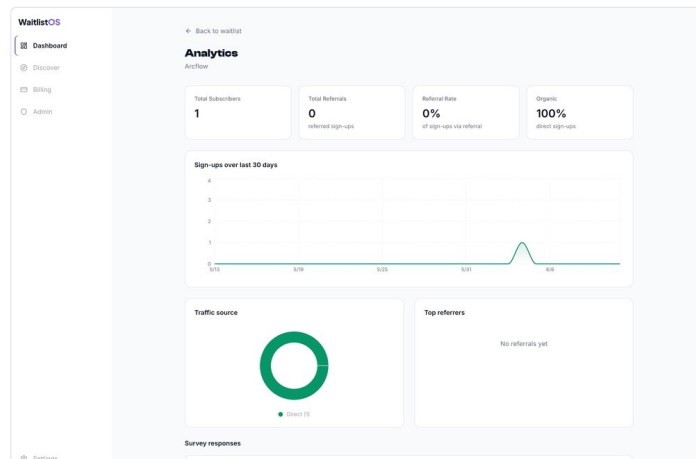 WaitlistOS
Dashboard
Discover
Billing
Admin
Settings
← Back to waitlist
Analytics
Arcflow
Total Subscribers
1
Total Referrals
0
referred sign-ups
Referral Rate
0%
of sign-ups via referral
Organic
100%
direct sign-ups
Sign-ups over last 30 days
4
3
2
1
0
5/13 5/19 5/25 5/31 6/6
Traffic source
Direct (1)
Top referrers
No referrals yet
Survey responses